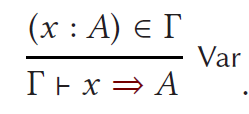 (x : A) ∈ Γ
Γ ⊢ x ⇒ A Var .